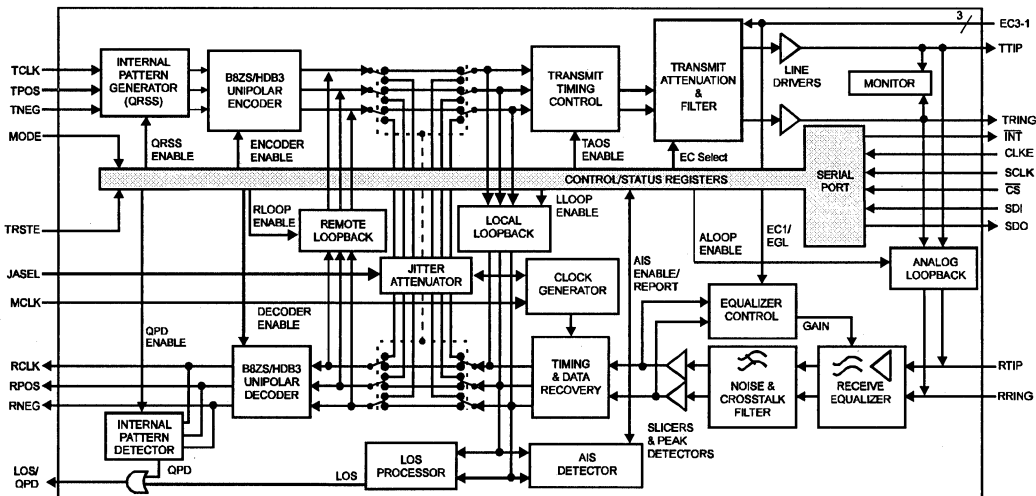 3
EC3-1
TCLK
TPOS
TNEG
MODE
TRSTE
JASEL
MCLK
RCLK
RPOS
RNEG
LOS/
QPD
INTERNAL
PATTERN
GENERATOR
(QRSS)
B8ZS/HDB3
UNIPOLAR
ENCODER
TRANSMIT
TIMING
CONTROL
TRANSMIT
ATTENUATION
&
FILTER
LINE
DRIVERS
MONITOR
TTIP
TRING
INT
CLKE
SCLK
CS
SDI
SDO
QRSS
ENABLE
ENCODER
ENABLE
TAOS
ENABLE
EC Select
CONTROL/STATUS REGISTERS
SERIAL
PORT
RLOOP
ENABLE
REMOTE
LOOPBACK
LOCAL
LOOPBACK
LLOOP
ENABLE
AIS
ENABLE/
REPORT
ALOOP
ENABLE
EC1/
EGL
ANALOG
LOOPBACK
JITTER
ATTENUATOR
CLOCK
GENERATOR
EQUALIZER
CONTROL
GAIN
QPD
ENABLE
DECODER
ENABLE
B8ZS/HDB3
UNIPOLAR
DECODER
TIMING
& DATA
RECOVERY
NOISE &
CROSSTALK
FILTER
RECEIVE
EQUALIZER
RTIP
RRING
INTERNAL
PATTERN
DETECTOR
QPD
LOS
LOS
PROCESSOR
AIS
DETECTOR
SLICERS
& PEAK
DETECTORS